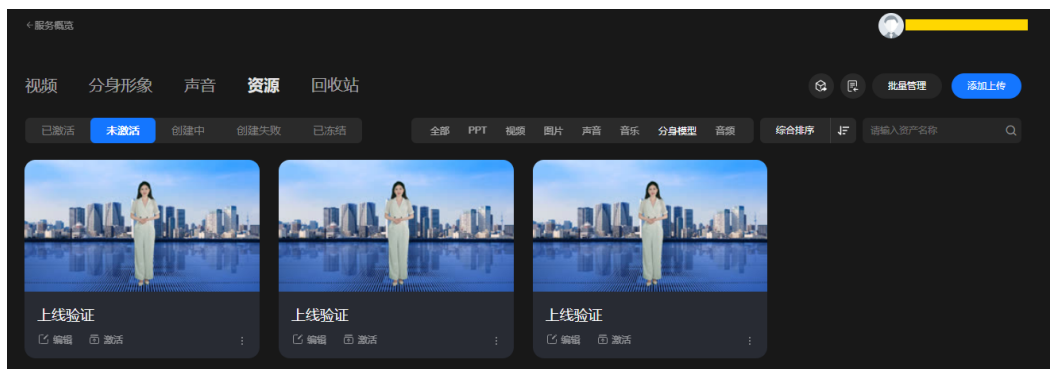 ←服务概览
视频 分身形象 声音 资源 回收站 批量管理 添加上传
已激活 未激活 创建中 创建失败 已冻结 全部 PPT 视频 图片 声音 音乐 分身模型 音频 综合排序 请输入资产名称
上线验证 上线验证 上线验证
编辑 激活 编辑 激活 编辑 激活